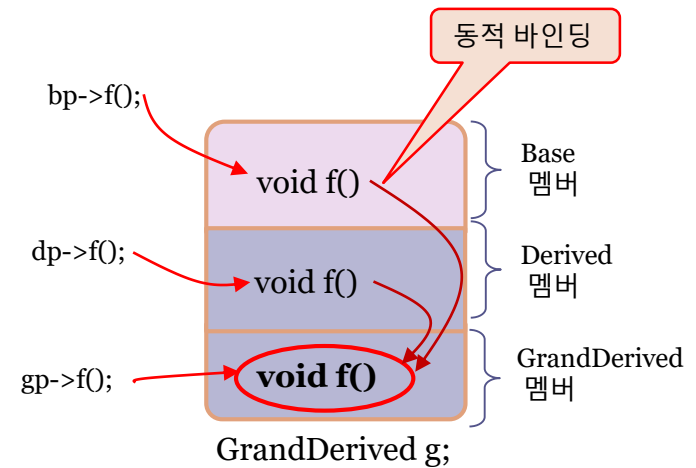 동적 바인딩
bp->f();
void f()
Base
멤버
dp->f();
void f()
Derived
멤버
gp->f();
void f()
GrandDerived
멤버
GrandDerived g;